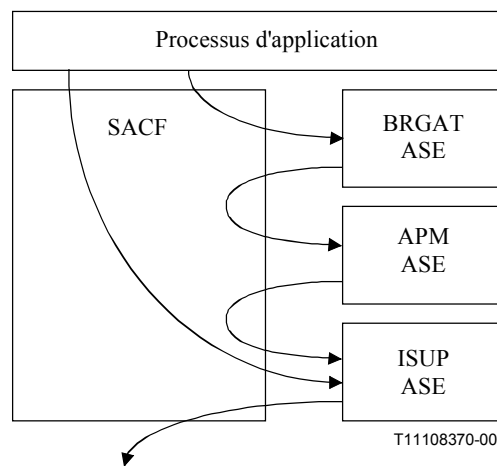 Processus d'application
SACF
BRGAT
ASE
APM
ASE
ISUP
ASE
T11108370-00